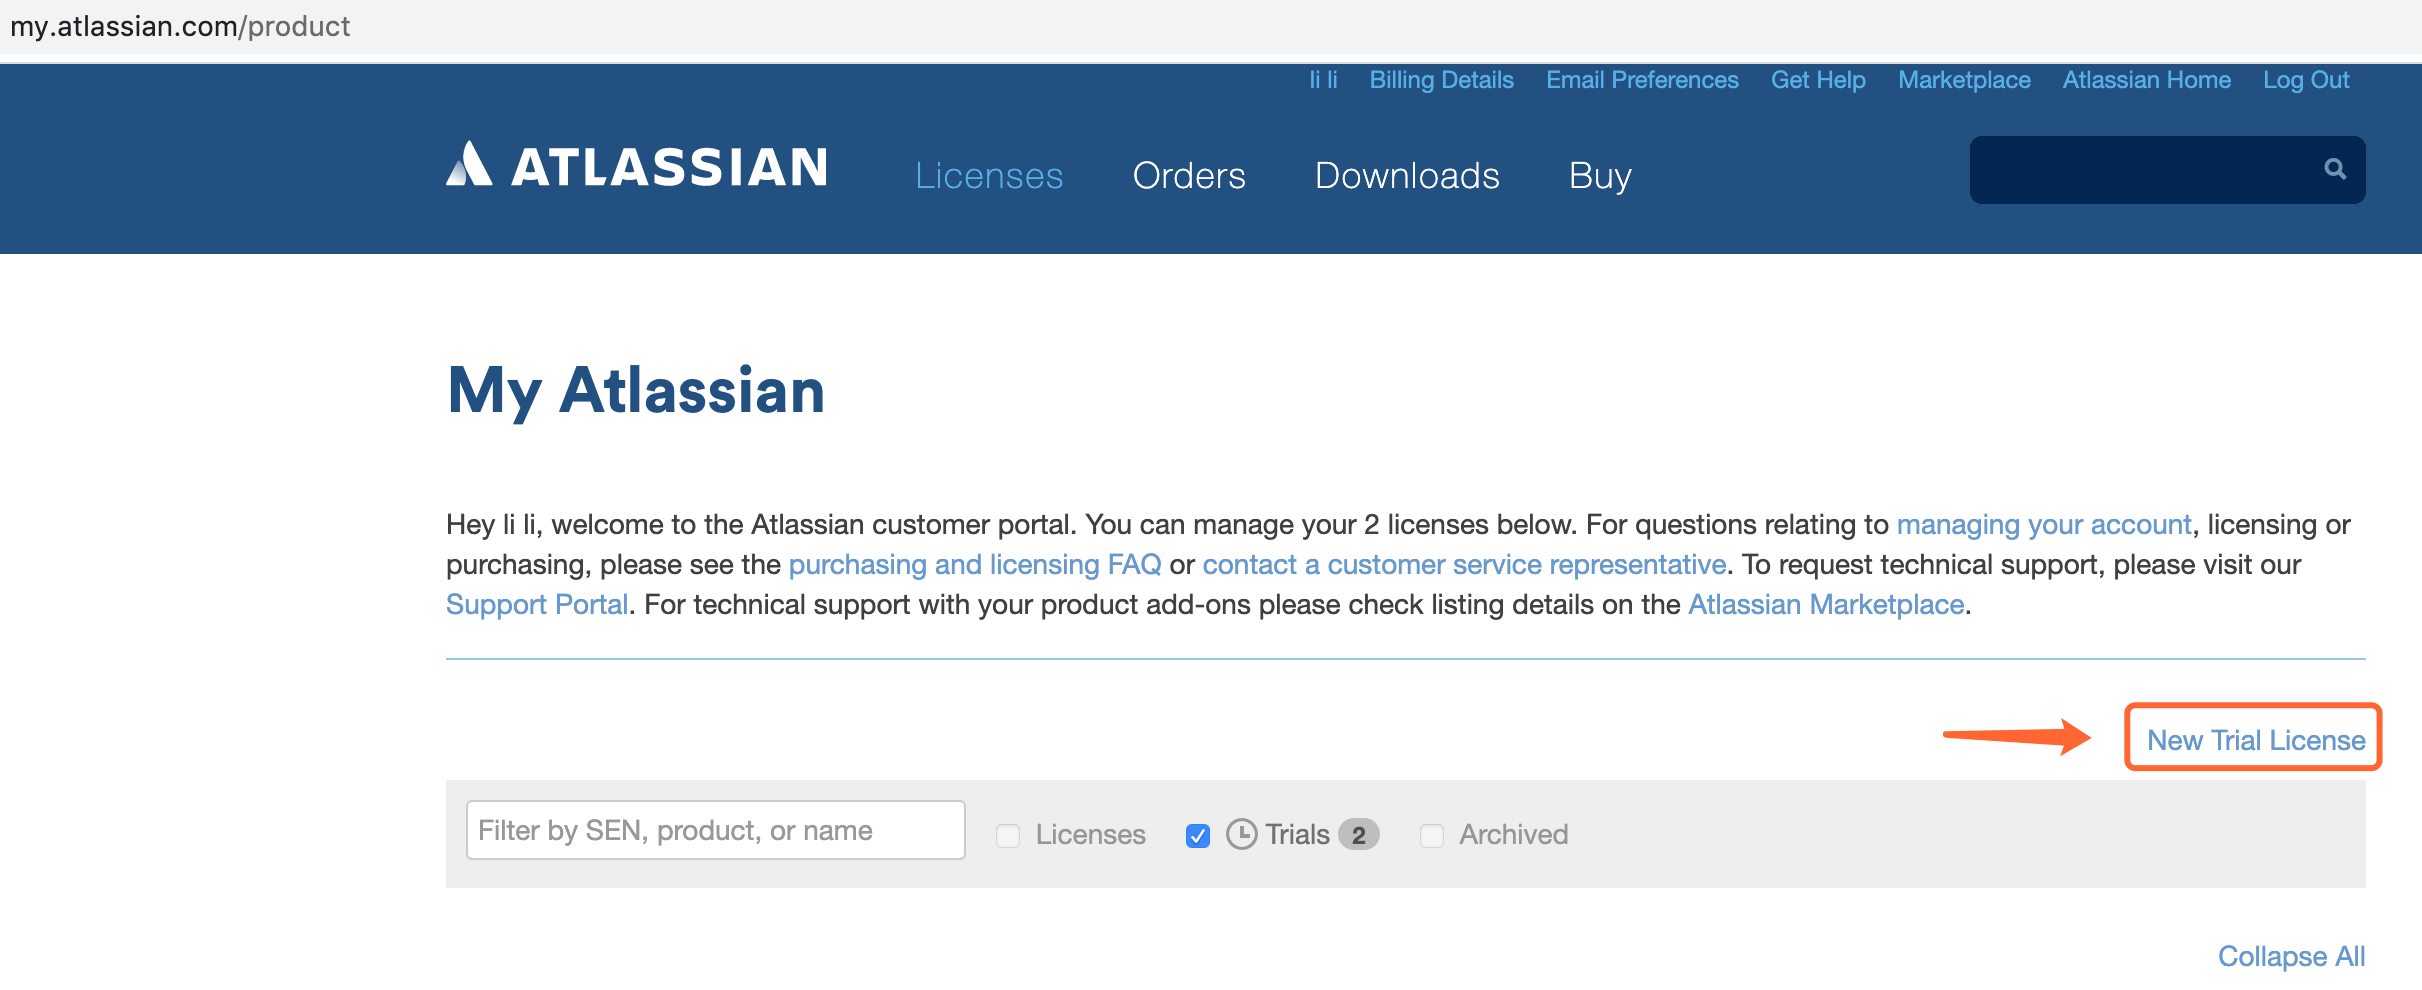 my.atlassian.com/product
li li Billing Details Email Preferences Get Help Marketplace Atlassian Home Log Out
ATLASSIAN Licenses Orders Downloads Buy
My Atlassian
Hey li li, welcome to the Atlassian customer portal. You can manage your 2 licenses below. For questions relating to managing your account, licensing or
purchasing, please see the purchasing and licensing FAQ or contact a customer service representative. To request technical support, please visit our
Support Portal. For technical support with your product add-ons please check listing details on the Atlassian Marketplace.
New Trial License
Filter by SEN, product, or name Licenses Trials 2 Archived
Collapse All